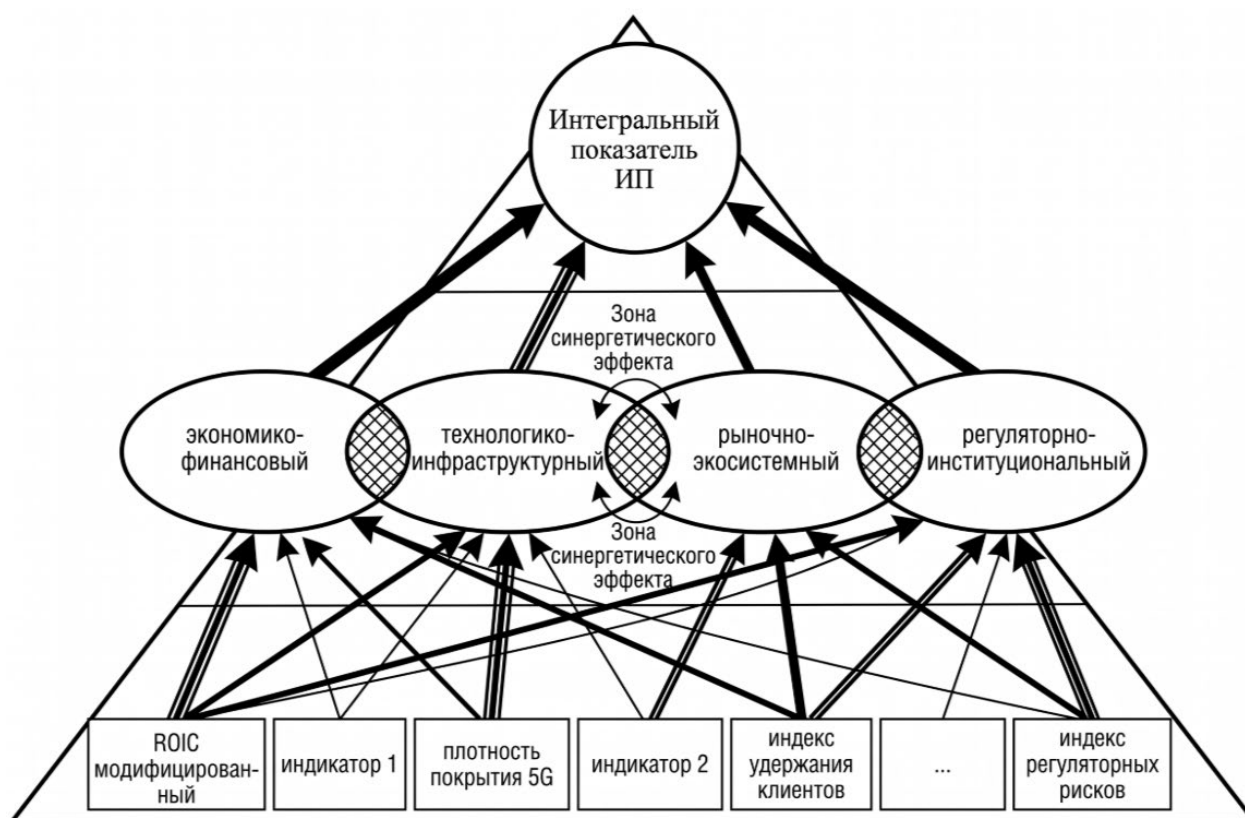 Интегральный
показатель
ИП
Зона
синергетического
эффекта
экономико-
финансовый
технологико-
инфраструктурный
рыночно-
экосистемный
регуляторно-
институциональный
Зона
синергетического
эффекта
ROIC
модифицирован-
ный
индикатор 1
плотность
покрытия 5G
индикатор 2
индекс
удержания
клиентов
...
индекс
регуляторных
рисков